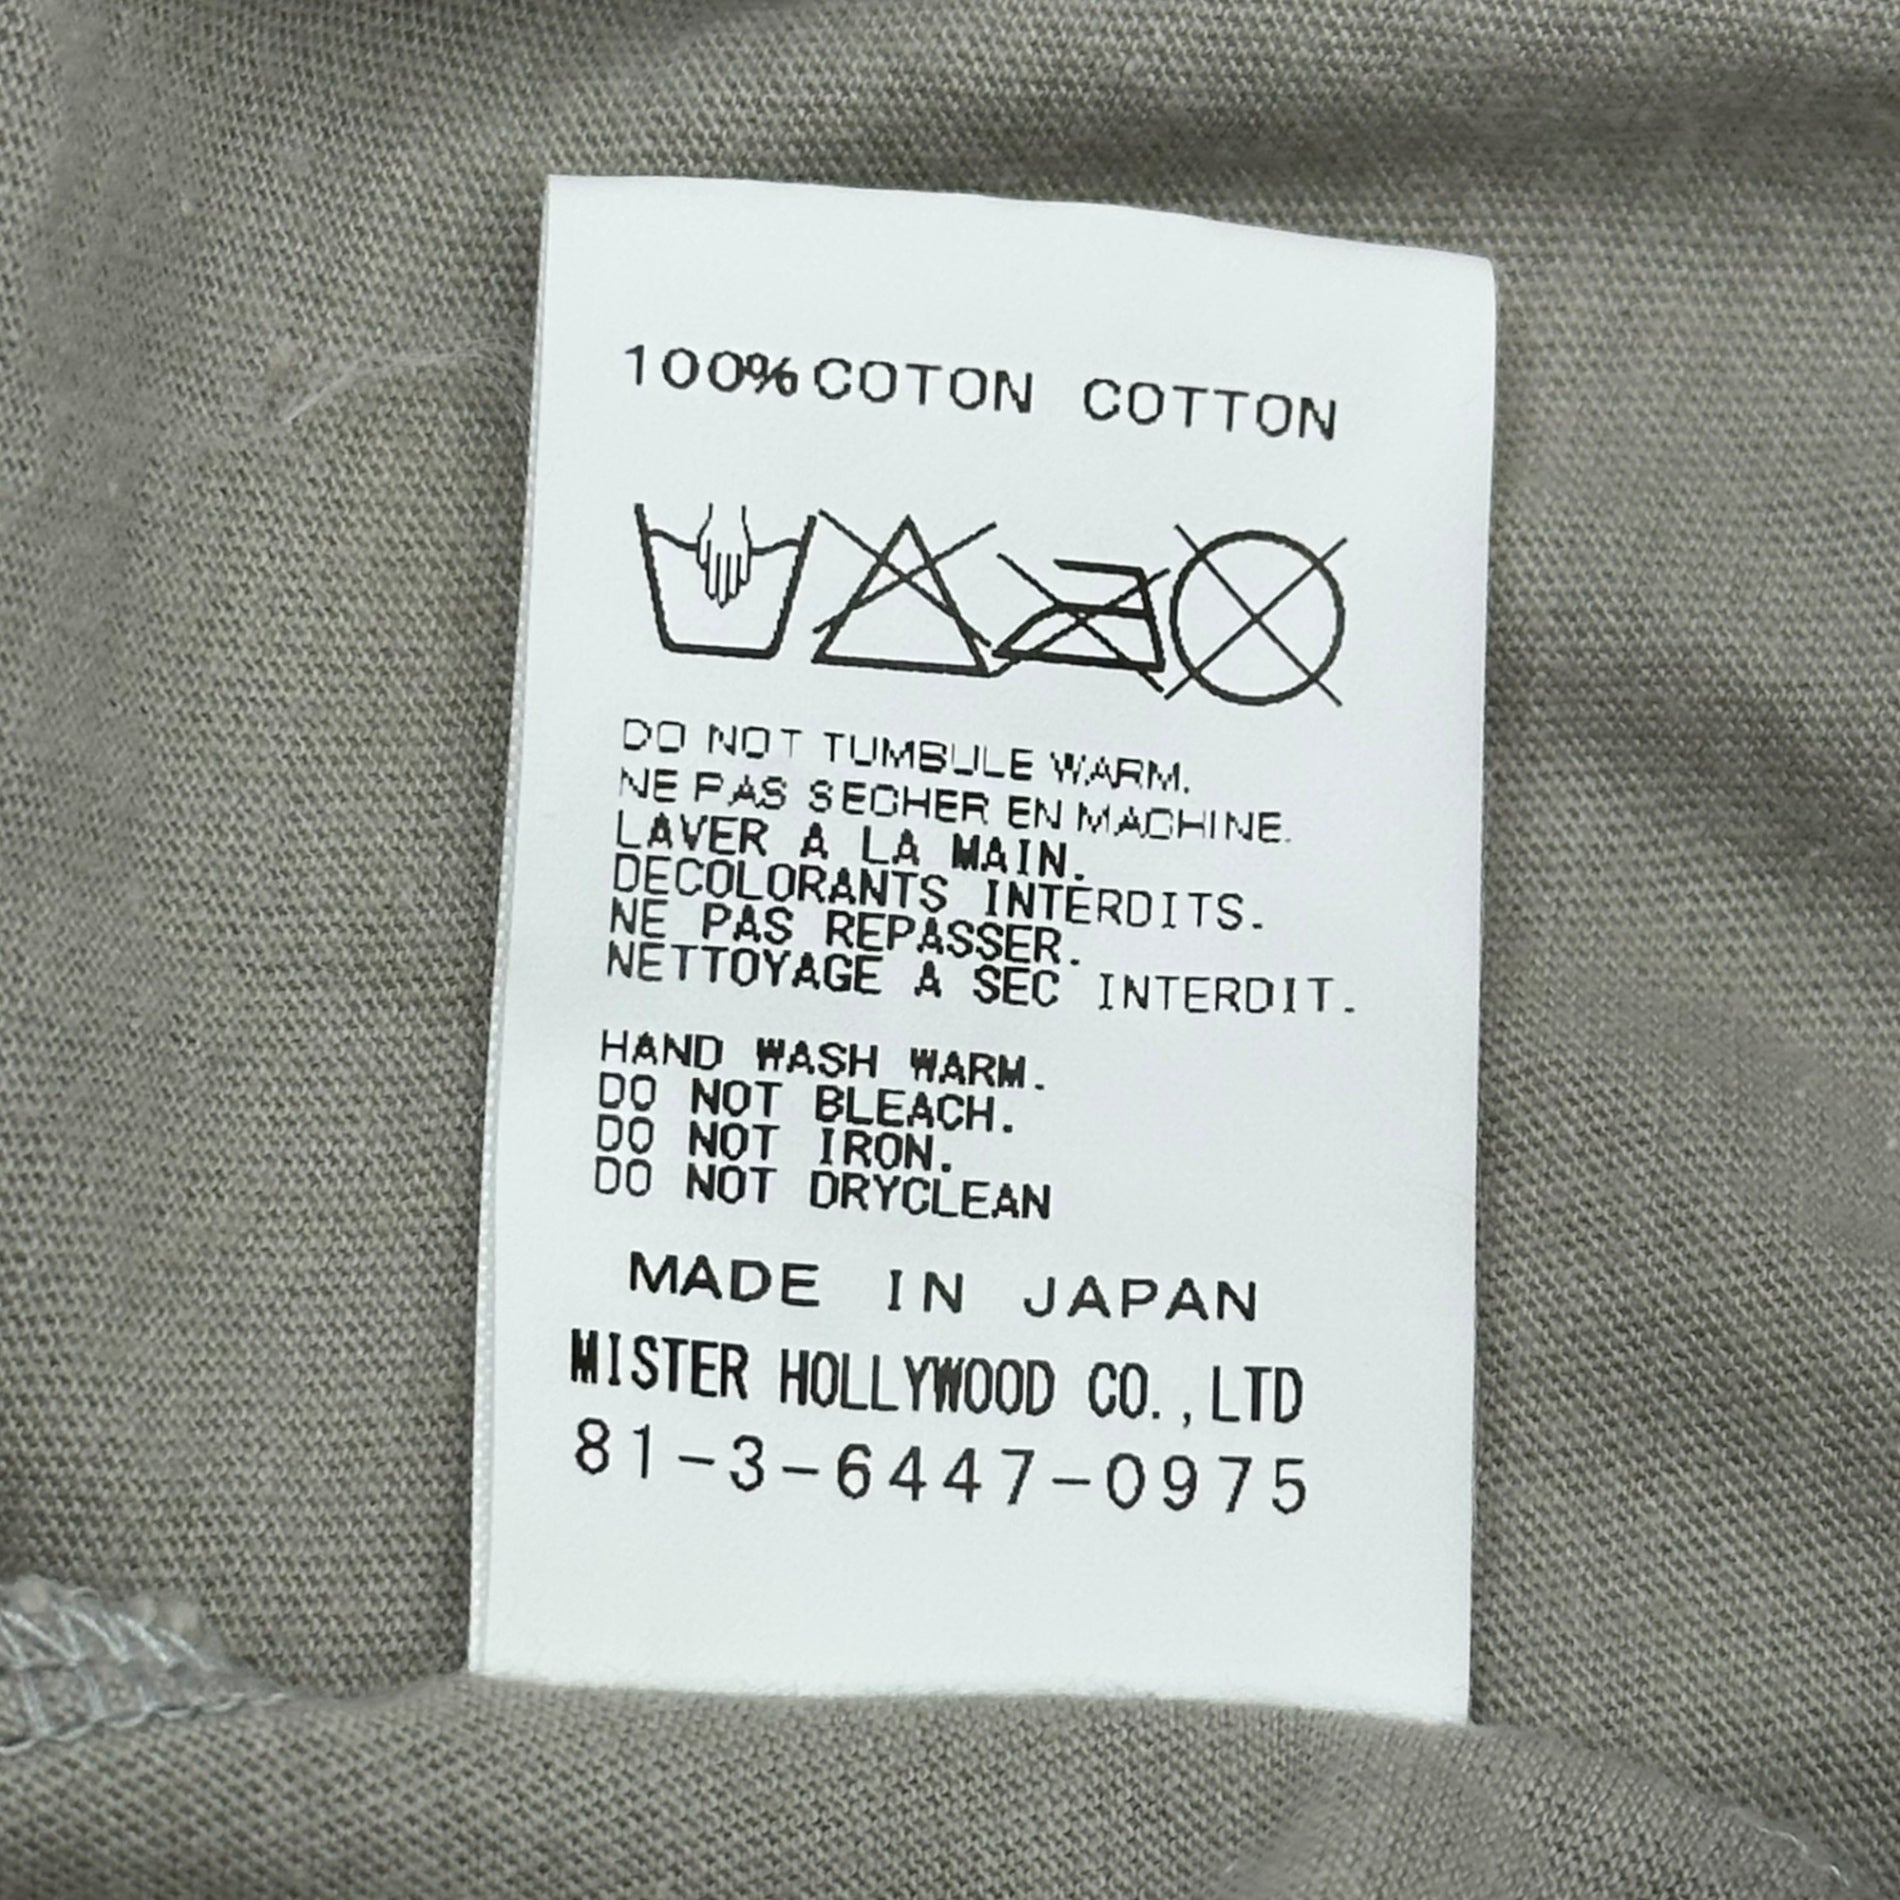 100% COTON COTTON
DO NOT TUMBULE WARM.
NE PAS SECHER EN MACHINE.
LAVER A LA MAIN.
DECOLORANTS INTERDITS.
NE PAS REPASSER.
NETTOYAGE A SEC INTERDIT.
HAND WASH WARM.
DO NOT BLEACH.
DO NOT IRON.
DO NOT DRYCLEAN
MADE IN JAPAN
MISTER HOLLYWOOD CO.,LTD
81-3-6447-0975